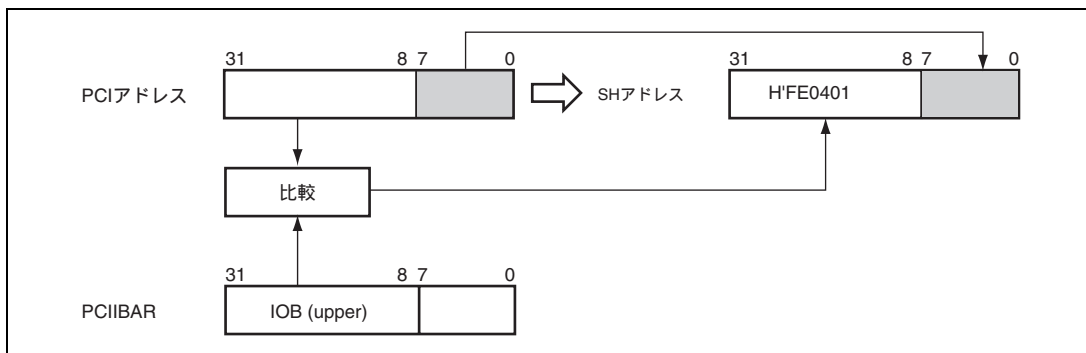 31 8 7 0
PCIアドレス
SHアドレス
31 8 7 0
H'FE0401
比較
31 8 7 0
PCIIBAR
IOB (upper)